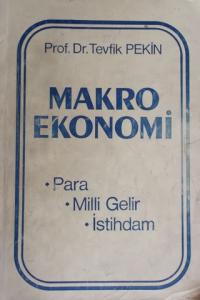 Prof. Dr. Tevfik PEKİN
MAKRO
EKONOMİ
• Para
• Milli Gelir
• İstihdam